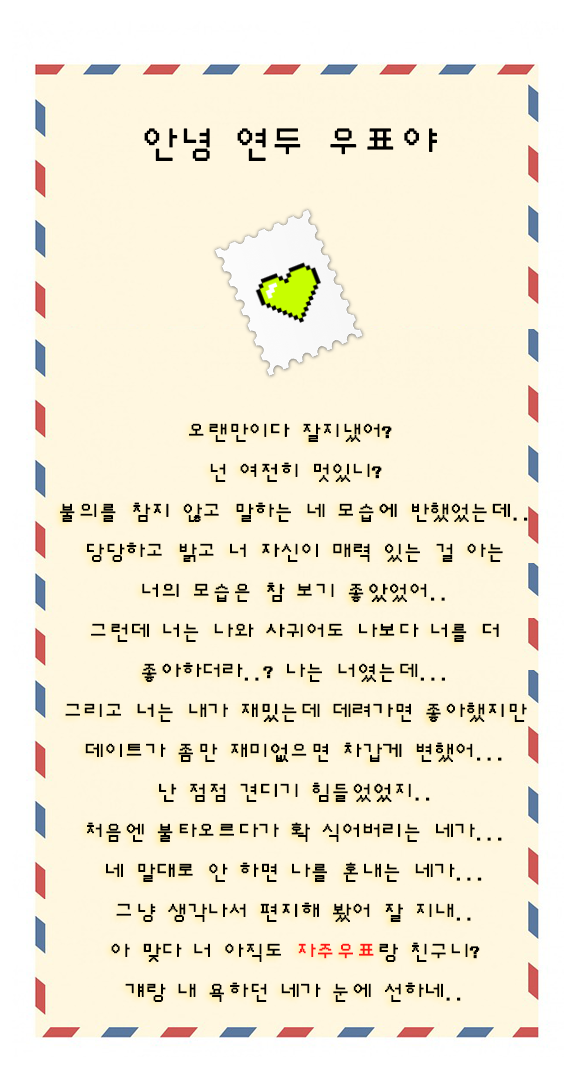 안녕 연두 우표야
오랜만이다 잘지냈어?
넌 여전히 멋있니?
불의를 참지 않고 말하는 네 모습에 반했었는데..
당당하고 밝고 너 자신이 매력 있는 걸 아는
너의 모습은 참 보기 좋았었어..
그런데 너는 나와 사귀어도 나보다 너를 더
좋아하더라..? 나는 너였는데...
그리고 너는 내가 재밌는데 데려가면 좋아했지만
데이트가 좀만 재미없으면 차갑게 변했어...
난 점점 견디기 힘들었었지..
처음엔 불타오르다가 확 식어버리는 네가...
네 말대로 안 하면 나를 혼내는 네가...
그냥 생각나서 편지해 봤어 잘 지내..
아 맞다 너 아직도 자주우표랑 친구니?
걔랑 내 욕하던 네가 눈에 선하네..